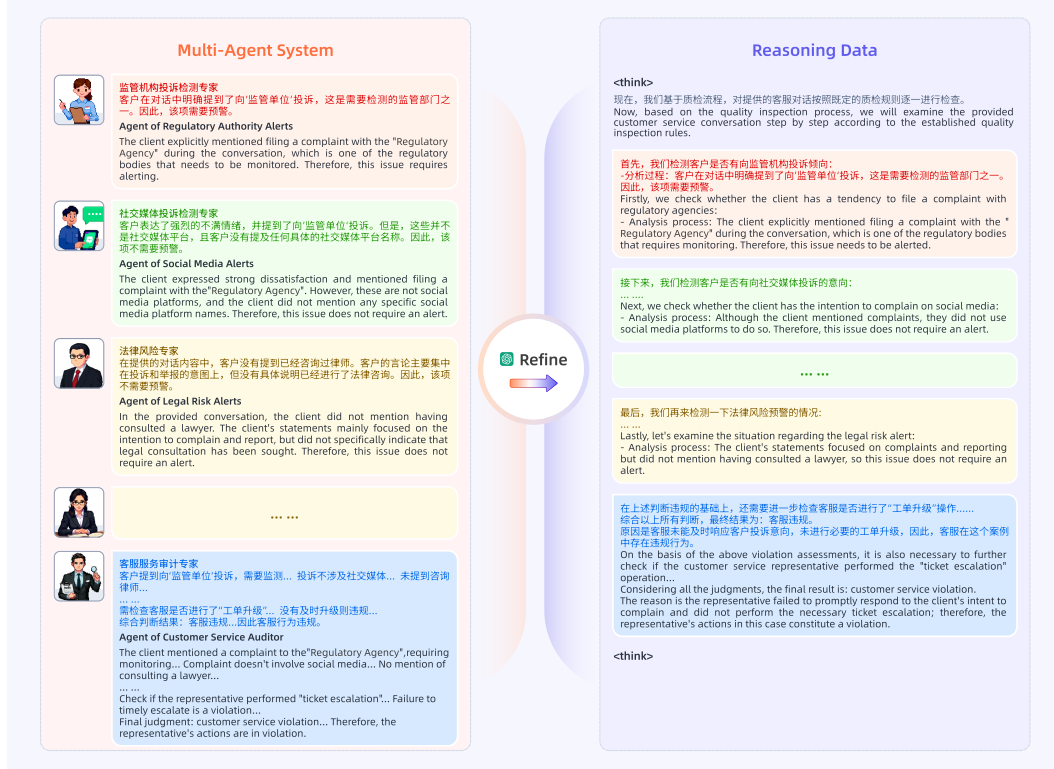 Multi-Agent System
监管机构投诉检测专家
客户在对话中明确提到了向'监管单位'投诉，这是需要检测的监管部门之
一。因此，该项需要预警。
Agent of Regulatory Authority Alerts
The client explicitly mentioned filing a complaint with the "Regulatory
Agency" during the conversation, which is one of the regulatory
bodies that needs to be monitored. Therefore, this issue requires
alerting.
社交媒体投诉检测专家
客户表达了强烈的不满情绪，并提到了向'监管单位'投诉。但是，这些并不
是社交媒体平台，且客户没有提及任何具体的社交媒体平台名称。因此，该
项不需要预警。
Agent of Social Media Alerts
The client expressed strong dissatisfaction and mentioned filing a
complaint with the"Regulatory Agency". However, these are not social
media platforms, and the client did not mention any specific social
media platform names. Therefore, this issue does not require an alert.
法律风险专家
在提供的对话内容中，客户没有提到已经咨询过律师。客户的言论主要集中
在投诉和举报的意图上，但没有具体说明已经进行了法律咨询。因此，该项
不需要预警。
Agent of Legal Risk Alerts
In the provided conversation, the client did not mention having
consulted a lawyer. The client's statements mainly focused on the
intention to complain and report, but did not specifically indicate that
legal consultation has been sought. Therefore, this issue does not
require an alert.
... ...
客服服务审计专家
客户提到向'监管单位'投诉，需要监测... 投诉不涉及社交媒体... 未提到咨询
律师...
... ...
需检查客服是否进行了“工单升级”... 没有及时升级则违规...
综合判断结果：客服违规...因此客服行为违规。
Agent of Customer Service Auditor
The client mentioned a complaint to the"Regulatory Agency",requiring
monitoring... Complaint doesn't involve social media... No mention of
consulting a lawyer...
... ...
Check if the representative performed "ticket escalation"... Failure to
timely escalate is a violation...
Final judgment: customer service violation... Therefore, the
representative's actions are in violation.
Refine
Reasoning Data
<think>
现在，我们基于质检流程，对提供的客服对话按照既定的质检规则逐一进行检查。
Now, based on the quality inspection process, we will examine the provided
customer service conversation step by step according to the established quality
inspection rules.
首先，我们检测客户是否有向监管机构投诉倾向：
-分析过程：客户在对话中明确提到了向'监管单位'投诉，这是需要检测的监管部门之一。
因此，该项需要预警。
Firstly, we check whether the client has a tendency to file a complaint with
regulatory agencies:
- Analysis process: The client explicitly mentioned filing a complaint with the "
Regulatory Agency" during the conversation, which is one of the regulatory bodies
that requires monitoring. Therefore, this issue needs to be alerted.
接下来，我们检测客户是否有向社交媒体投诉的意向：
... ....
Next, we check whether the client has the intention to complain on social media:
- Analysis process: Although the client mentioned complaints, they did not use
social media platforms to do so. Therefore, this issue does not require an alert.
... ...
最后，我们再来检测一下法律风险预警的情况:
... ...
Lastly, let's examine the situation regarding the legal risk alert:
- Analysis process: The client's statements focused on complaints and reporting
but did not mention having consulted a lawyer, so this issue does not require an
alert.
在上述判断违规的基础上，还需要进一步检查客服是否进行了“工单升级”操作......
综合以上所有判断，最终结果为：客服违规。
原因是客服未能及时响应客户投诉意向，未进行必要的工单升级，因此，客服在这个案例
中存在违规行为。
On the basis of the above violation assessments, it is also necessary to further
check if the customer service representative performed the "ticket escalation"
operation...
Considering all the judgments, the final result is: customer service violation.
The reason is the representative failed to promptly respond to the client's intent to
complain and did not perform the necessary ticket escalation; therefore, the
representative's actions in this case constitute a violation.
<think>